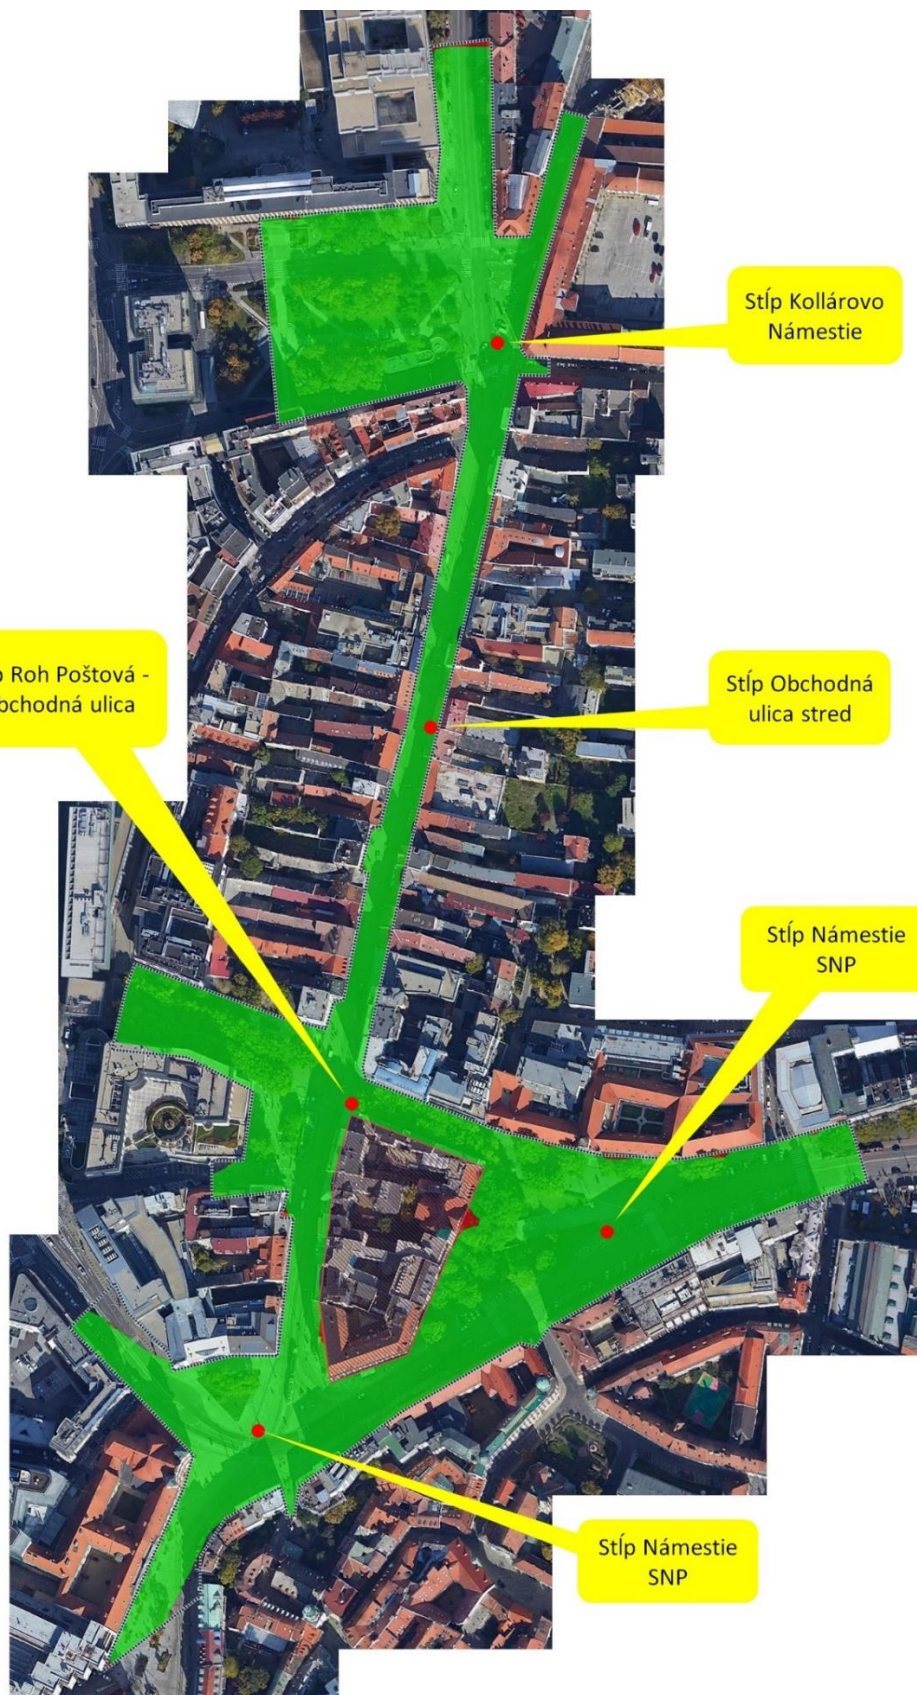 Stĺp Kollárovo
Námestie
Roh Poštová -
ulica
Stĺp Obchodná
ulica stred
Stĺp Námestie
SNP
Stĺp Námestie
SNP